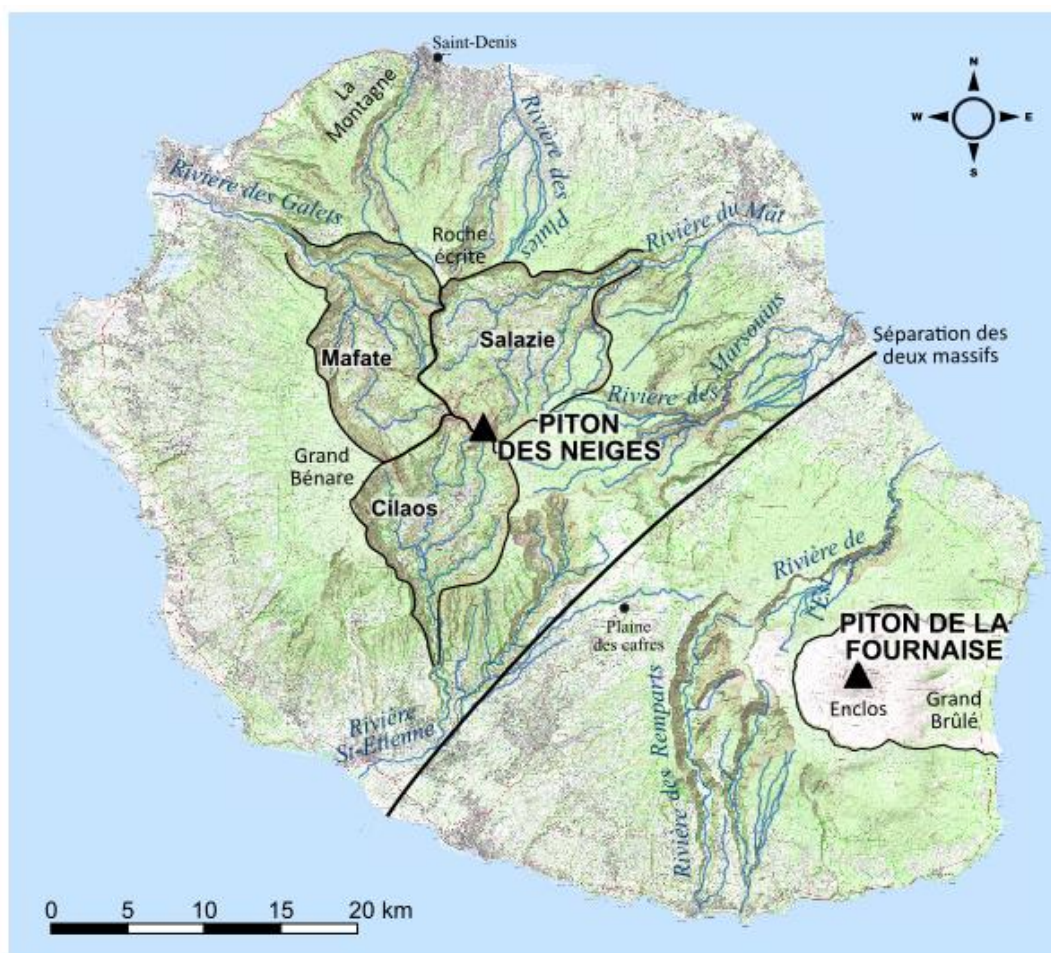 Saint-Denis
N
W
E
S
La
Montagne
Rivière des Pluies
Rivière des Galets
Roche
écrite
Rivière du Mat
Mafate
Salazie
Rivière des Marsouins
Séparation des
deux massifs
PITON
DES NEIGES
Grand
Bénare
Cilaos
Rivière de
l'Est
Plaine
des cafres
PITON DE LA
FOURNAISE
Enclos
Grand
Brûlé
Rivière
St-Etienne
Rivière des Remparts
0 5 10 15 20 km